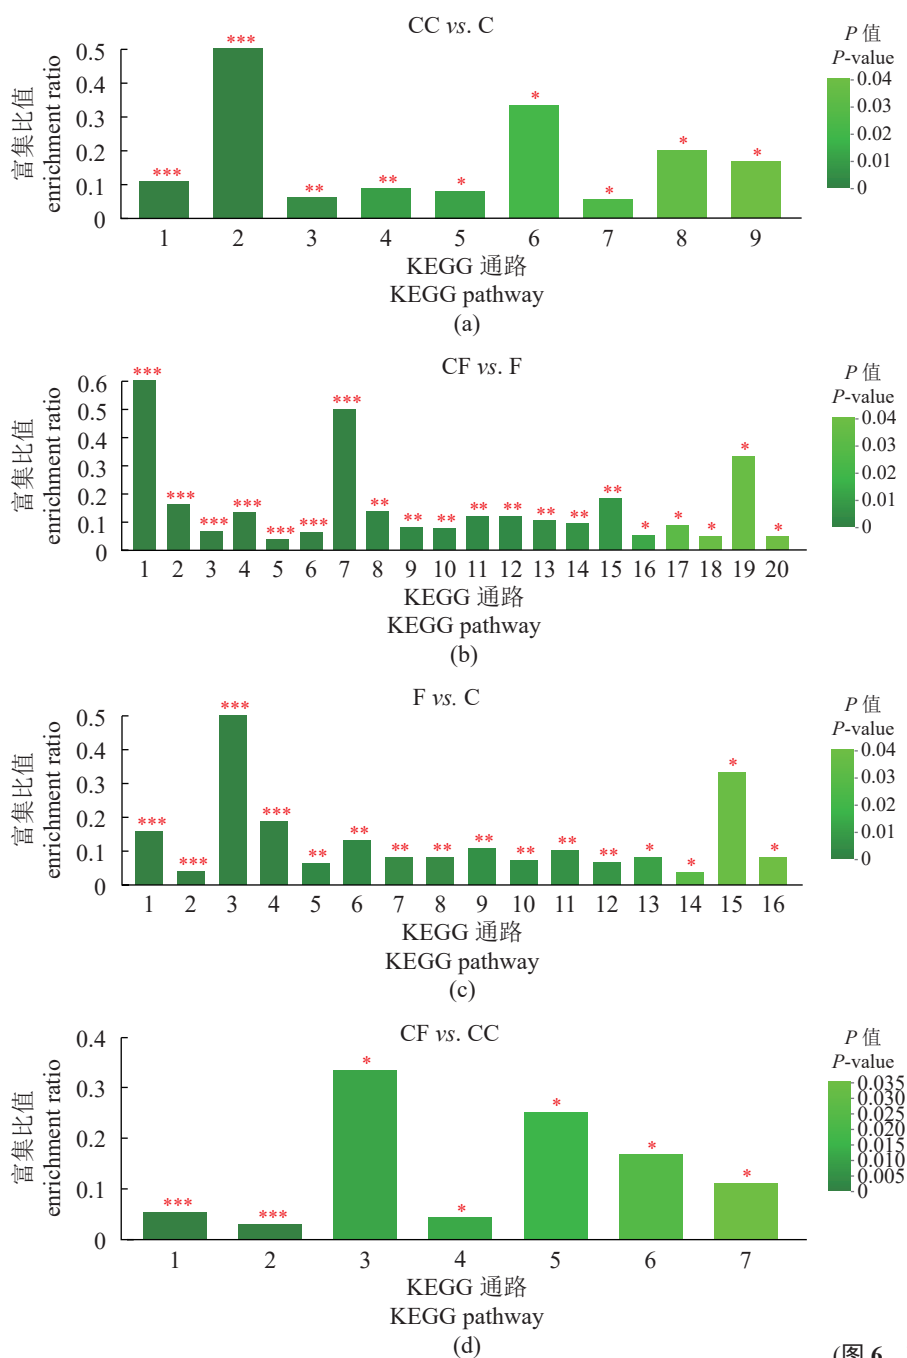 CC vs. C
P 值
P-value
富集比值
enrichment ratio
0.5
0.4
0.3
0.2
0.1
0
***
***
**
**
*
*
*
*
*
0.04
0.03
0.02
0.01
0
1 2 3 4 5 6 7 8 9
KEGG 通路
KEGG pathway
(a)
CF vs. F
P 值
P-value
富集比值
enrichment ratio
0.6
0.5
0.4
0.3
0.2
0.1
0
***
***
***
***
***
***
***
**
**
**
**
**
**
**
**
*
*
*
*
*
0.04
0.03
0.02
0.01
0
1 2 3 4 5 6 7 8 9 10 11 12 13 14 15 16 17 18 19 20
KEGG 通路
KEGG pathway
(b)
F vs. C
P 值
P-value
富集比值
enrichment ratio
0.5
0.4
0.3
0.2
0.1
0
***
***
***
***
**
**
**
**
**
**
**
**
*
*
*
*
0.04
0.03
0.02
0.01
0
1 2 3 4 5 6 7 8 9 10 11 12 13 14 15 16
KEGG 通路
KEGG pathway
(c)
CF vs. CC
P 值
P-value
富集比值
enrichment ratio
0.4
0.3
0.2
0.1
0
***
***
*
*
*
*
*
0.035
0.025
0.015
0.005
0
1 2 3 4 5 6 7
KEGG 通路
KEGG pathway
(d)
(图 6